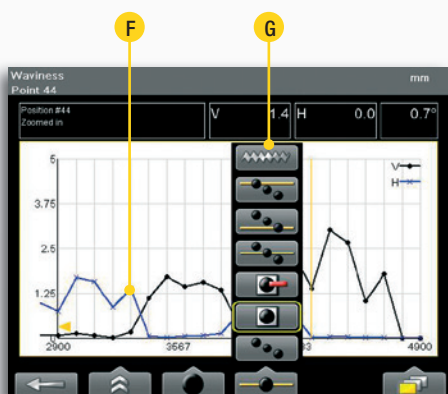 F G
Waviness mm
Point 44
Position #44 V 1.4 H 0.0 0.7°
Zoomed in
5 V
H
3.75
2.5
1.25
2900 3567 4900